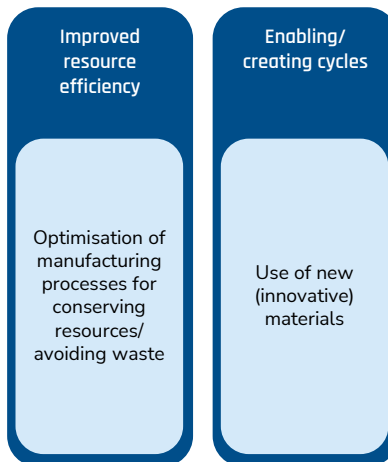 Improved
resource
efficiency
Optimisation of
manufacturing
processes for
conserving
resources/
avoiding waste
Enabling/
creating cycles
Use of new
(innovative)
materials